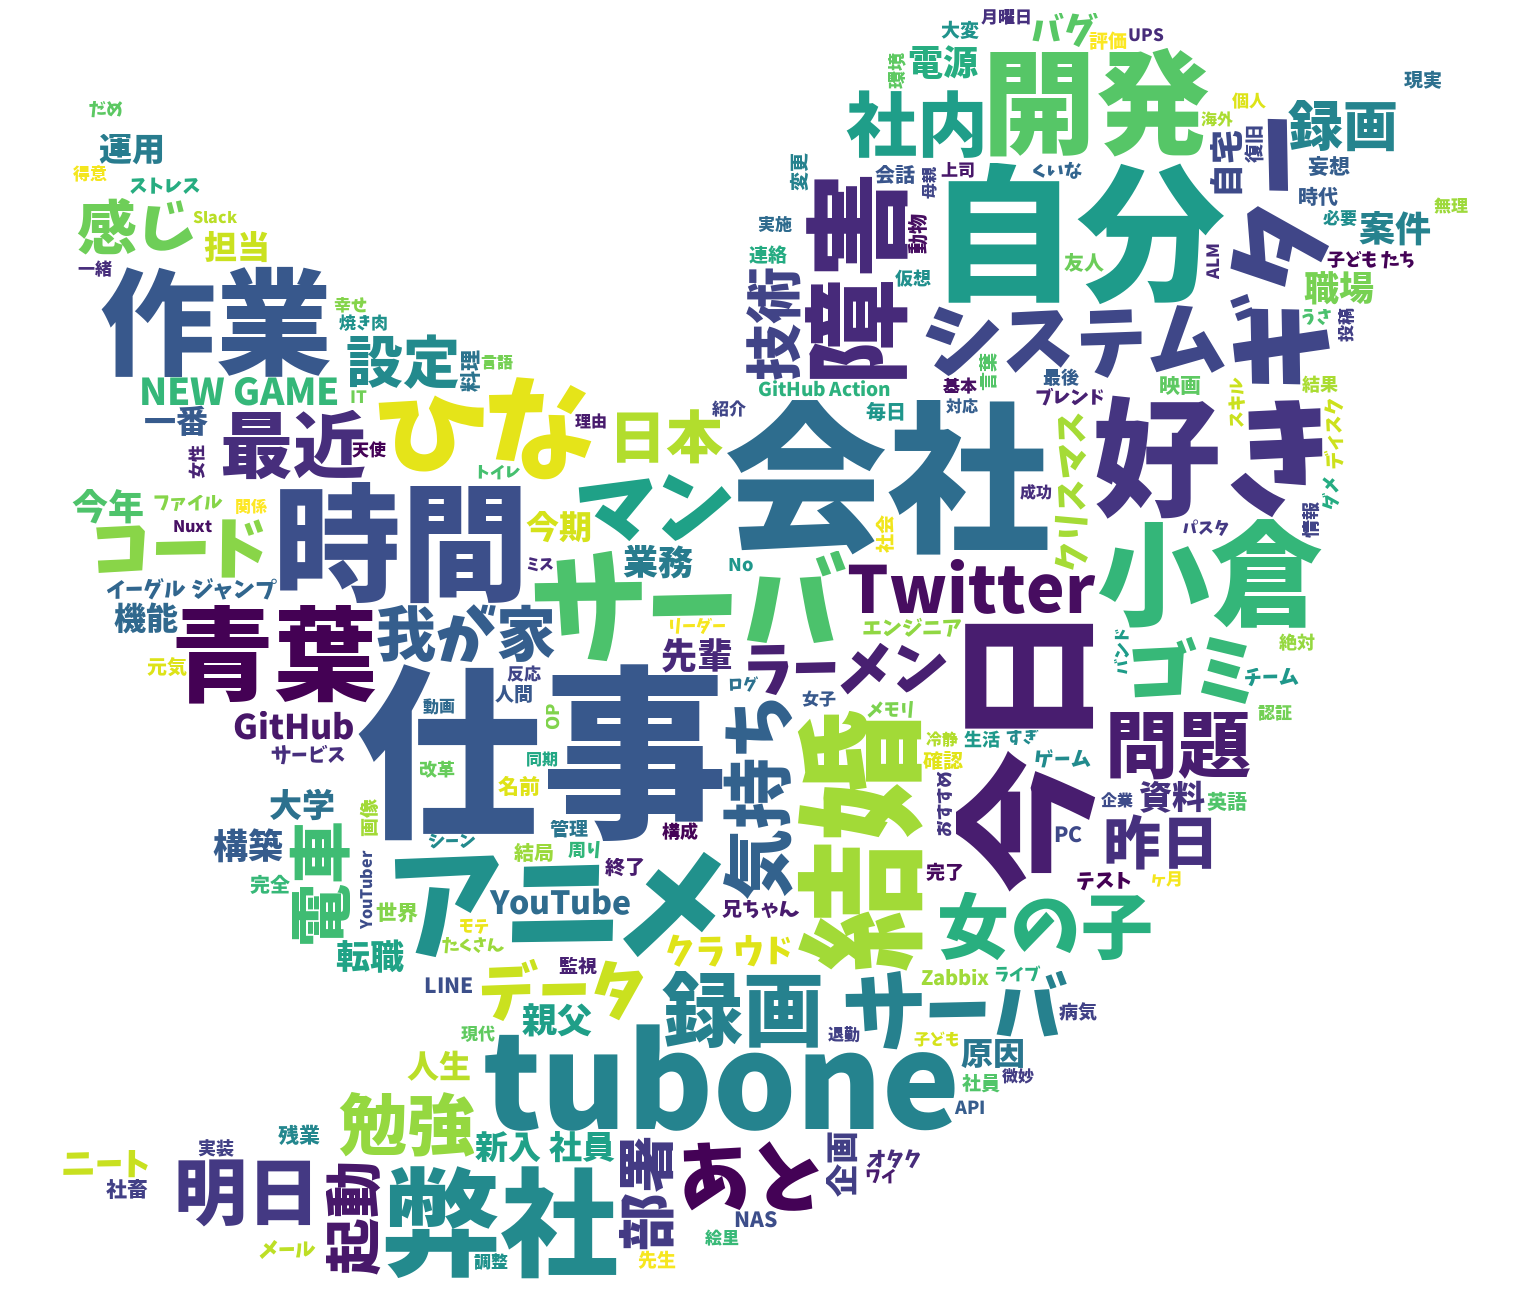 月曜日
バグ
大変
評価
UPS
電源
開発
環境
現実
社内
個人
録画
だめ
海外
自宅
復旧
ギター
運用
変更
会話
母親
上司
くいな
妄想
得意
ストレス
障害
自分
時代
無理
感じ
Slack
実施
動物
必要
案件
担当
連絡
友人
ALM
子どもたち
一緒
技術
仮想
職場
作業
幸せ
焼き肉
システム
うさ
投稿
設定
料理
言語
言葉
最後
映画
スキル
結果
NEW GAME
IT
GitHub Action
基本
ブレンド
一番
最近
ひな
理由
日本
紹介
毎日
対応
クリスマス
好き
ディスク
女性
天使
トイレ
会社
成功
ダメ
今年
ファイル
関係
時間
マン
情報
Nuxt
コード
今期
社会
パスタ
小倉
ミス
業務
No
イーグル ジャンプ
サーバ
Twitter
機能
青葉
我が家
リーダー
エンジニア
今日
絶対
元気
先輩
ラーメン
パンツ
ゴミ
チーム
反応
人間
仕事
ログ
女子
GitHub
動画
OP
気持ち
結婚
メモリ
認証
サービス
同期
冷静
生活
すぎ
問題
改革
名前
確認
ゲーム
大学
画像
おすすめ
企業
資料
英語
構築
電車
シーン
管理
構成
PC
昨日
アニメ
結局
周り
終了
完了
テスト
ヶ月
完全
YouTuber
世界
YouTube
兄ちゃん
女の子
モテ
たくさん
転職
クラ ウド
LINE
データ
監視
録画
サーバ
Zabbix
ライブ
親父
病気
現代
tubone
退勤
子ども
原因
人生
社員
微妙
API
勉強
残業
新入 社員
実装
部署
あと
企画
オタク
ニート
社畜
明日
起動
弊社
ワイ
NAS
メール
調整
絵里
先生